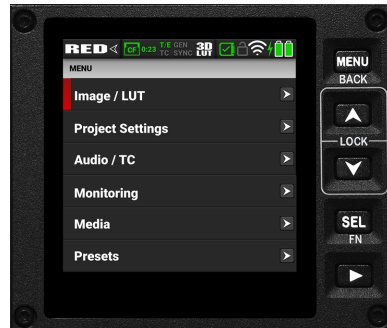 RED CF 0:23 T/E GEN 3D
TC SYNC LUT
MENU
Image / LUT
Project Settings
Audio / TC
Monitoring
Media
Presets
MENU
BACK
LOCK
SEL
FN